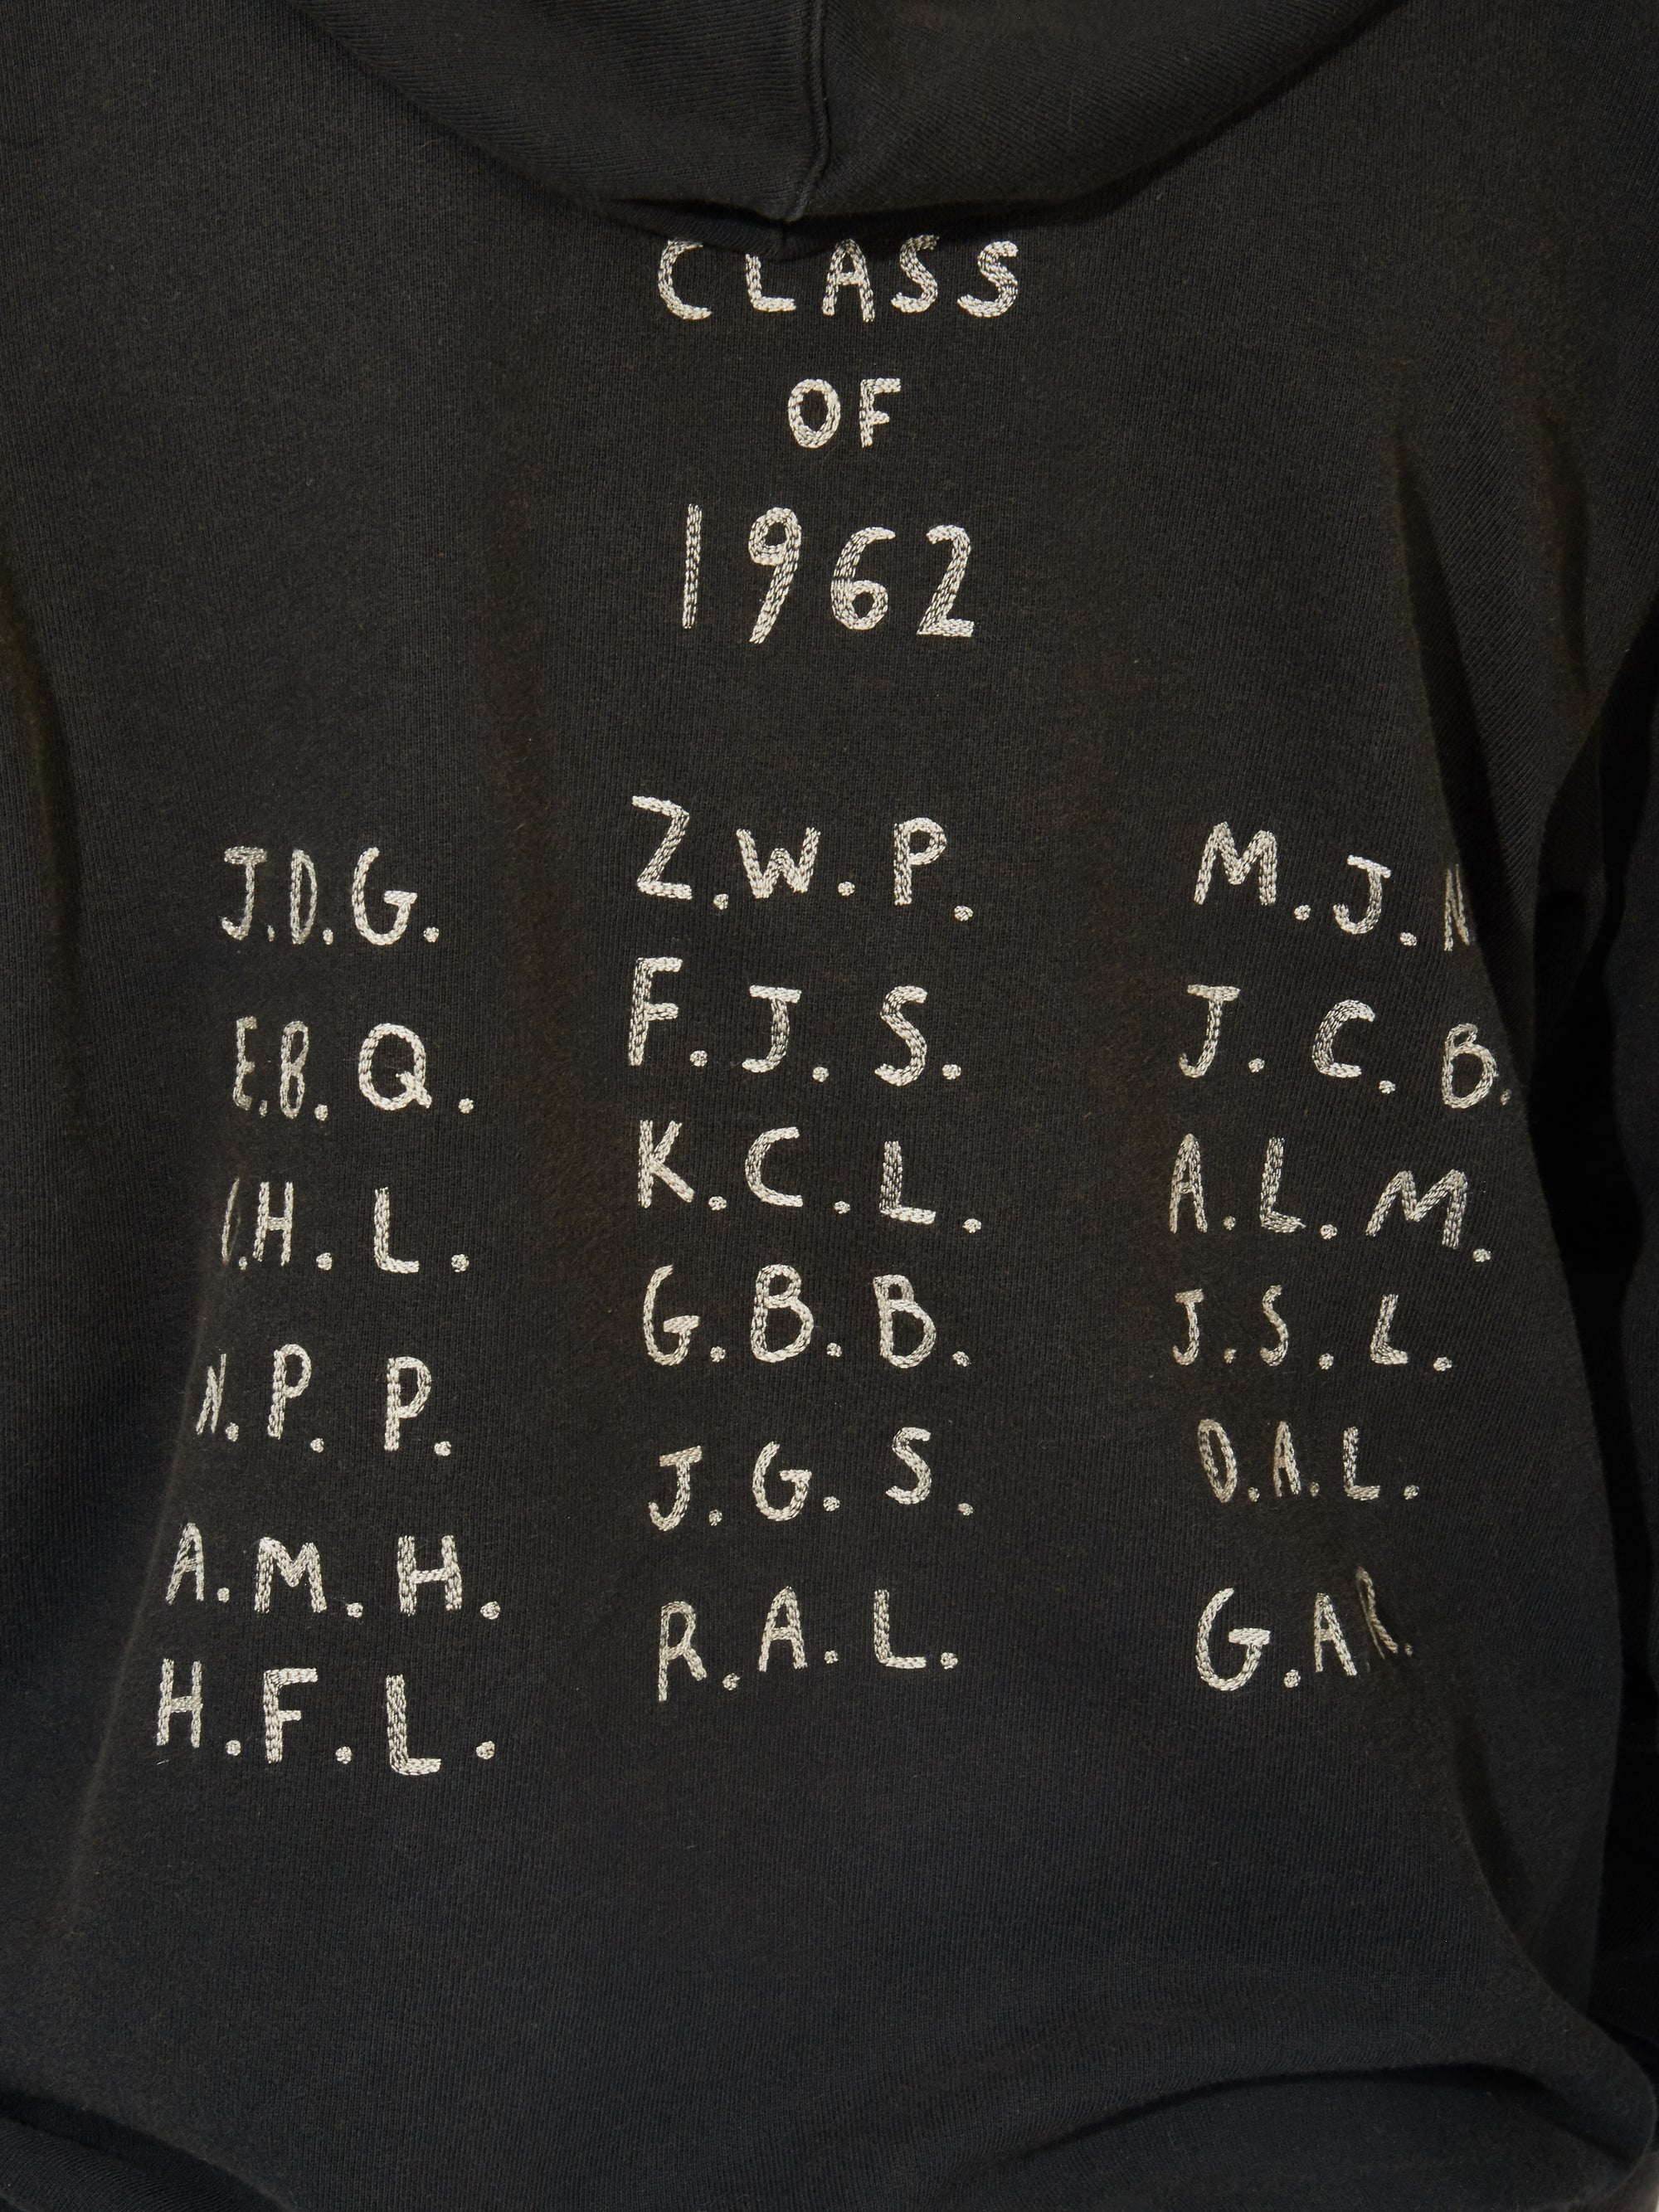 CLASS
OF
1962
J.D.G.
E.B.Q.
H.L.
N.P.P.
A.M.H.
H.F.L.
Z.W.P.
F.J.S.
K.C.L.
G.B.B.
J.G.S.
R.A.L.
M.J.
J.C.B.
A.L.M.
J.S.L.
D.A.L.
G.A.R.